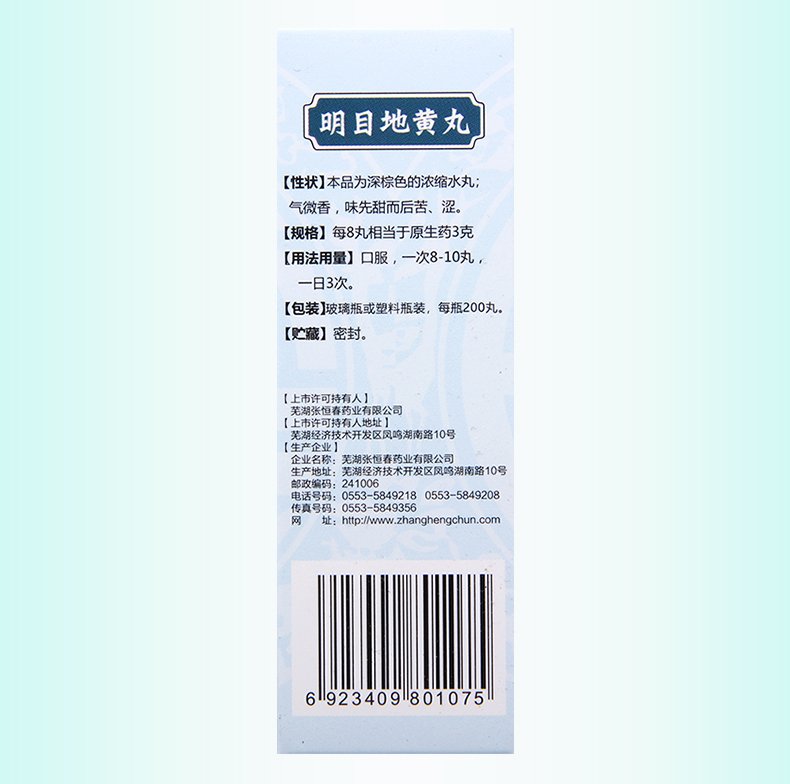 明目地黄丸
【性状】本品为深棕色的浓缩水丸；
气微香，味先甜而后苦、涩。
【规格】每8丸相当于原生药3克
【用法用量】口服，一次8-10丸，
一日3次。
【包装】玻璃瓶或塑料瓶装，每瓶200丸。
【贮藏】密封。
【上市许可持有人】
芜湖张恒春药业有限公司
【上市许可持有人地址】
芜湖经济技术开发区凤鸣湖南路10号
【生产企业】
企业名称：芜湖张恒春药业有限公司
生产地址：芜湖经济技术开发区凤鸣湖南路10号
邮政编码：241006
电话号码：0553-5849218 0553-5849208
传真号码：0553-5849356
网 址：http://www.zhanghengchun.com
6 923409 801075